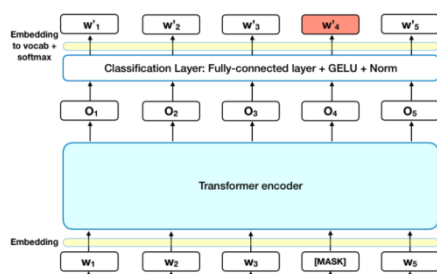 w'₁ w'₂ w'₃ w'₄ w'₅
Embedding
to vocab +
softmax
Classification Layer: Fully-connected layer + GELU + Norm
O₁ O₂ O₃ O₄ O₅
Transformer encoder
Embedding
w₁ w₂ w₃ [MASK] w₅